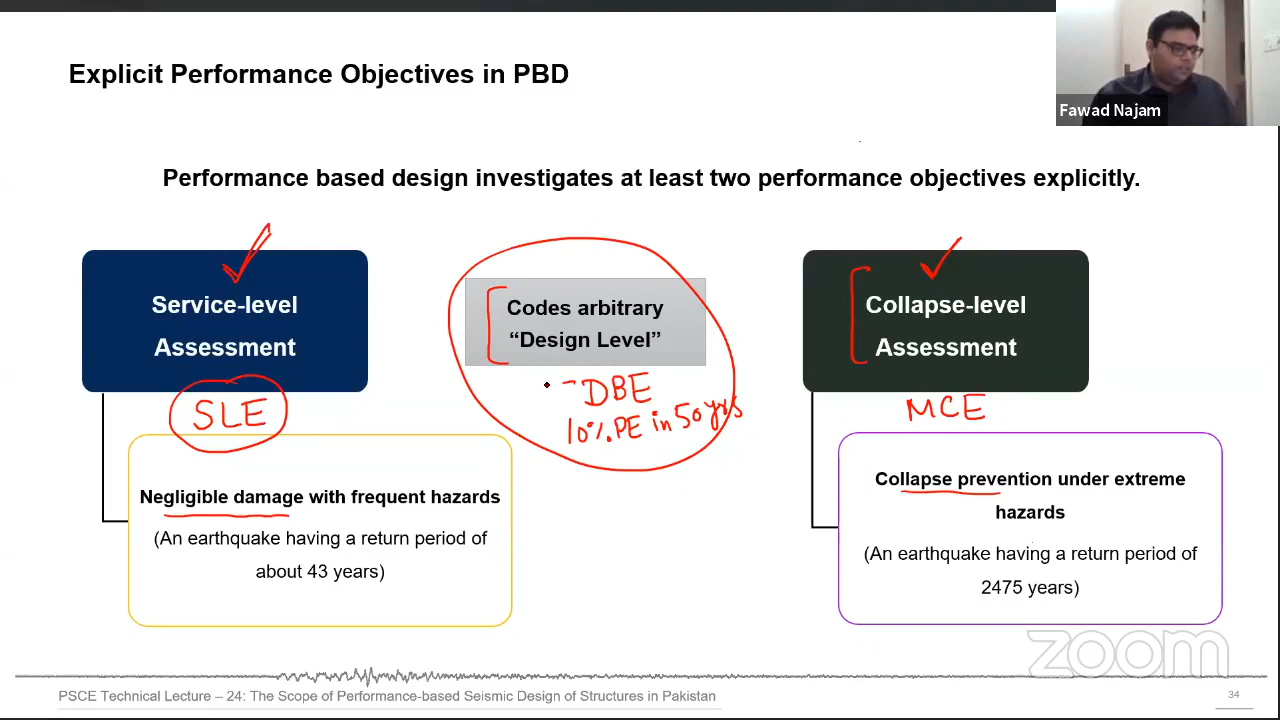 Explicit Performance Objectives in PBD
Fawad Najam
Performance based design investigates at least two performance objectives explicitly.
Service-level
Assessment
SLE
Negligible damage with frequent hazards
(An earthquake having a return period of
about 43 years)
Codes arbitrary
“Design Level”
DBE
10% PE in 50 yrs
Collapse-level
Assessment
MCE
Collapse prevention under extreme
hazards
(An earthquake having a return period of
2475 years)
zoom
PSCE Technical Lecture – 24: The Scope of Performance-based Seismic Design of Structures in Pakistan
34